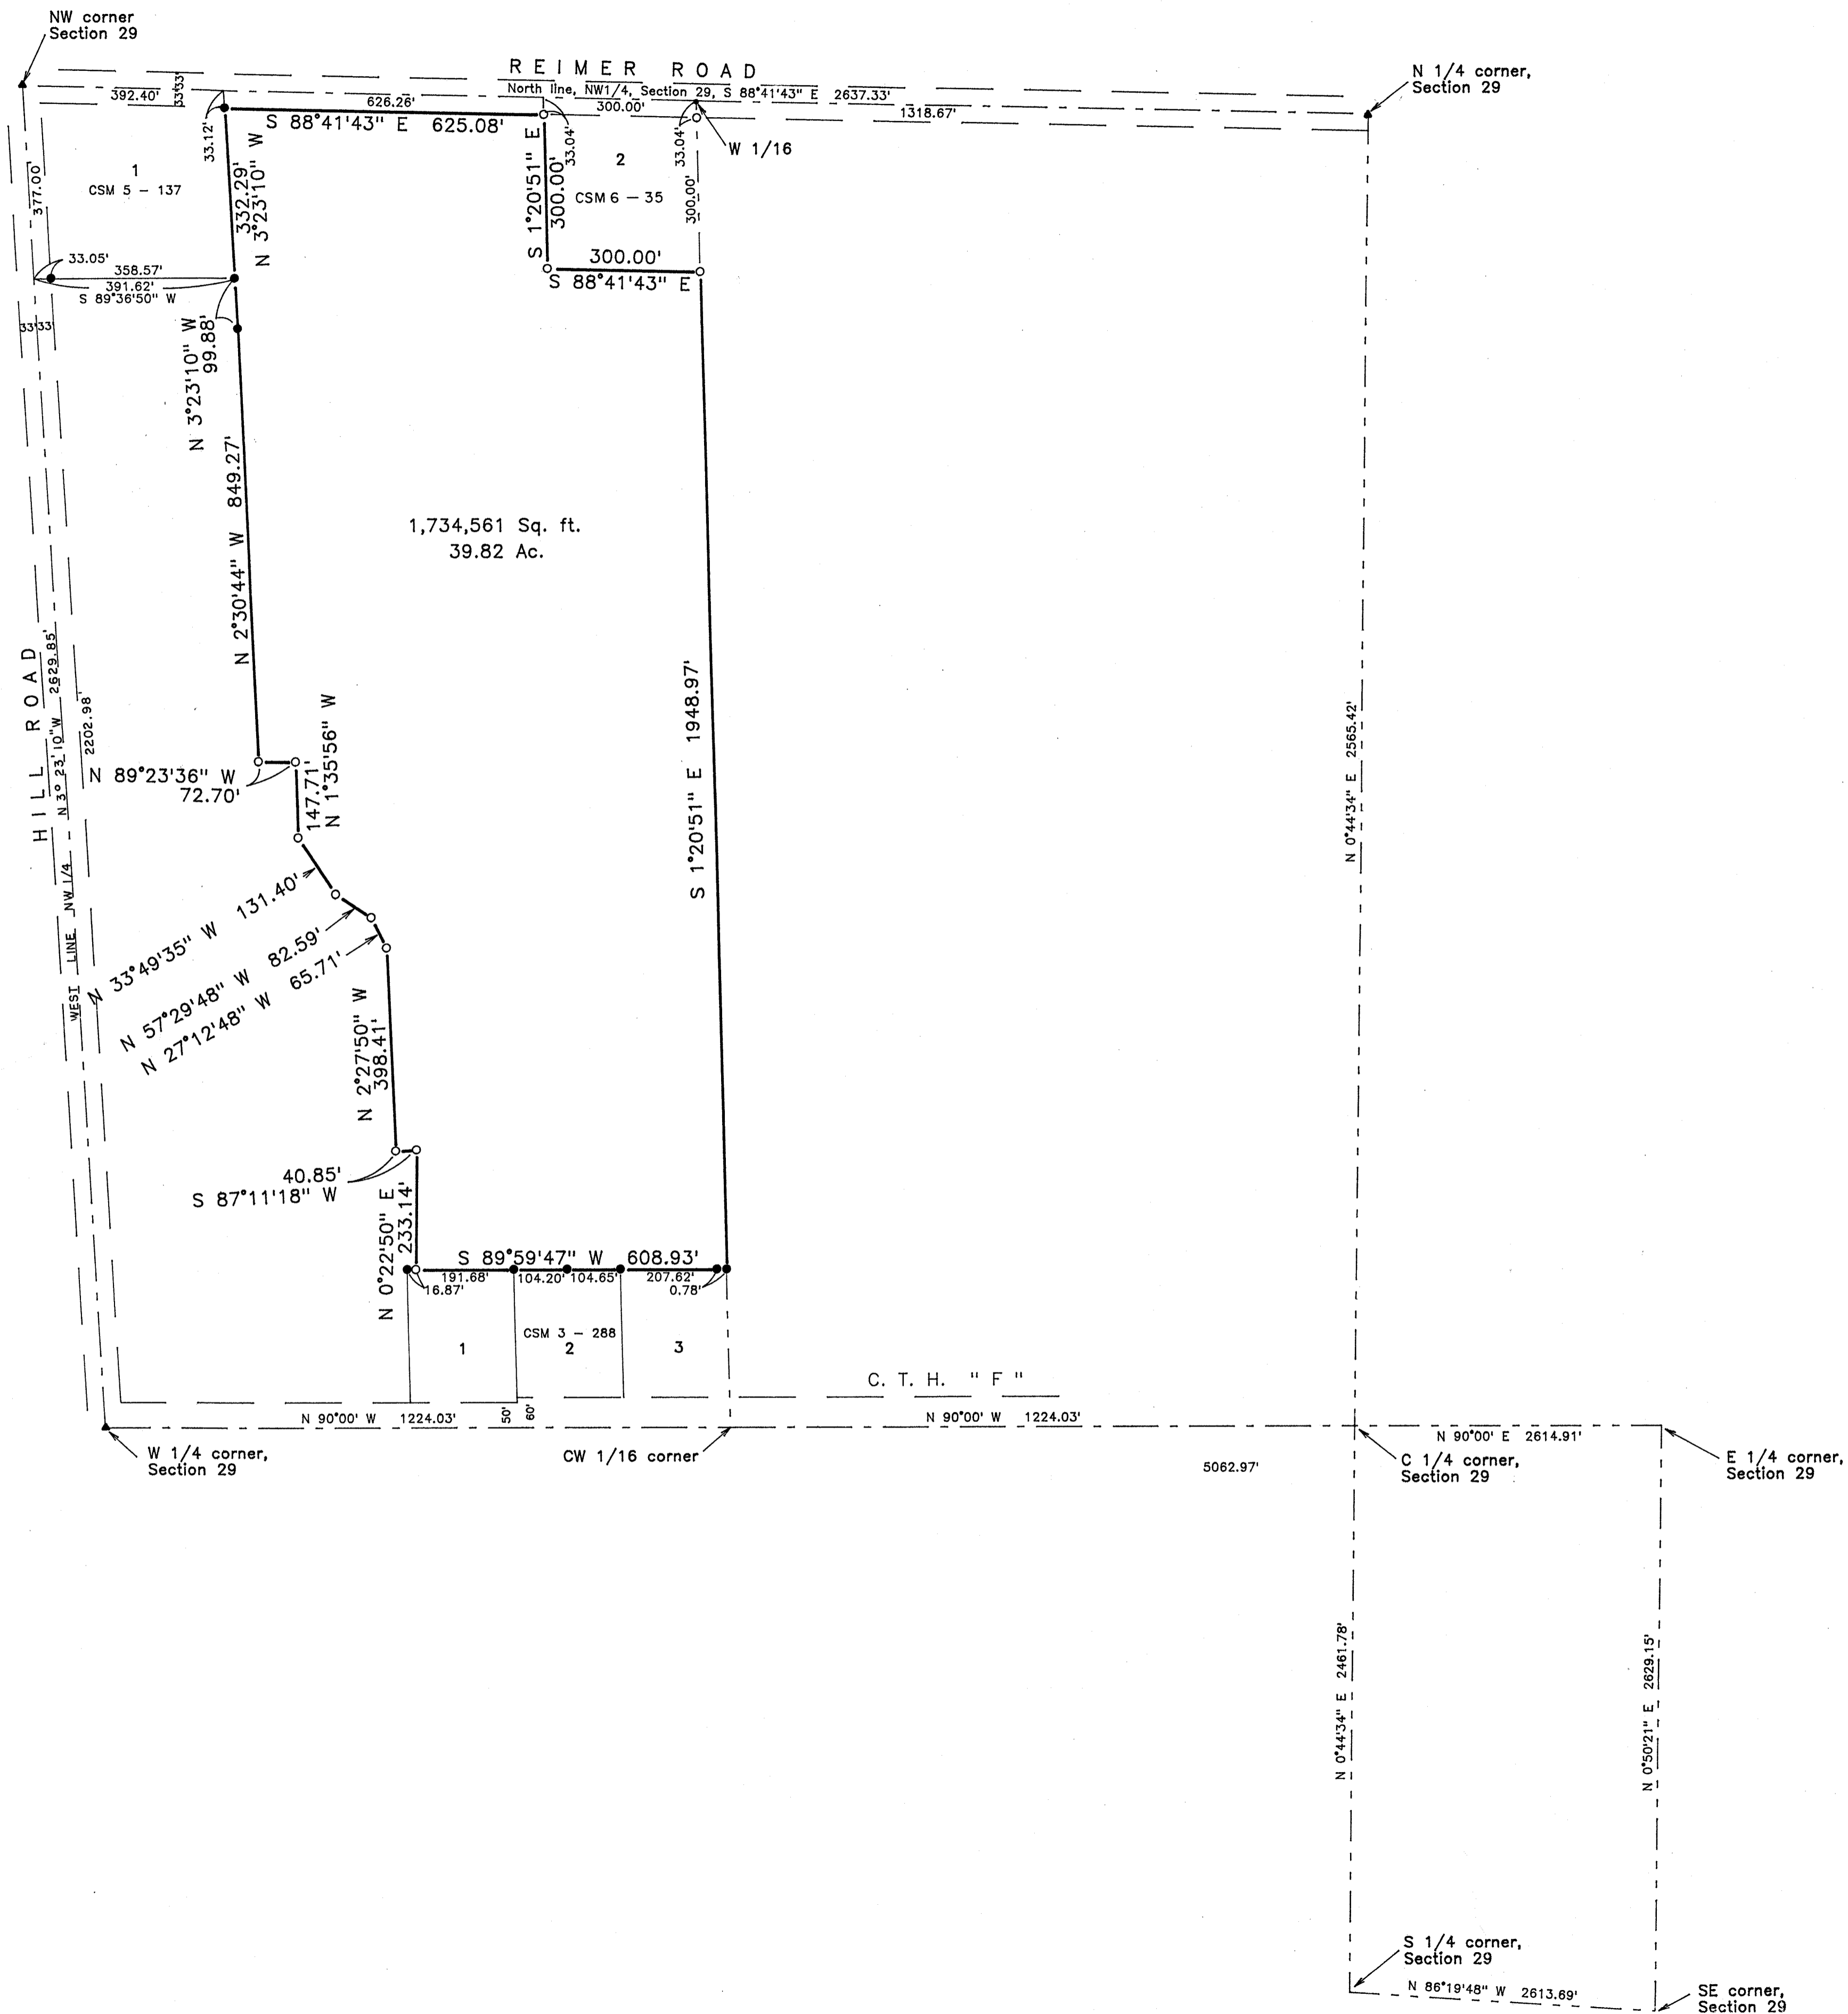 NW corner
Section 29
REIMER ROAD
North line, NW1/4, Section 29, S 88°41'43" E 2637.33'
N 1/4 corner,
Section 29
392.40'
33'
33'
626.26'
300.00'
1318.67'
S 88°41'43" E 625.08'
33.12'
33.04'
33.04'
W 1/16
1
CSM 5 - 137
377.00'
332.29'
N 3°23'10" W
S 1°20'51" E
300.00'
2
CSM 6 - 35
300.00'
300.00'
S 88°41'43" E
33.05'
358.57'
391.62'
S 89°36'50" W
33'
33'
N 3°23'10" W
99.88'
N 2°30'44" W 849.27'
1,734,561 Sq. ft.
39.82 Ac.
HILL ROAD
WEST LINE NW 1/4 N 3° 23' 10" W 2629.85'
2202.98'
S 1°20'51" E 1948.97'
N 0°44'34" E 2565.42'
N 89°23'36" W
72.70'
147.71'
N 1°35'56" W
N 33°49'35" W 131.40'
N 57°29'48" W 82.59'
N 27°12'48" W 65.71'
N 2°27'50" W
398.41'
40.85'
S 87°11'18" W
N 0°22'50" E
233.14'
S 89°59'47" W 608.93'
191.68'
104.20'
104.65'
207.62'
16.87'
0.78'
CSM 3 - 288
1
2
3
C. T. H. " F "
N 90°00' W 1224.03'
50'
60'
N 90°00' W 1224.03'
N 90°00' E 2614.91'
W 1/4 corner,
Section 29
CW 1/16 corner
5062.97'
C 1/4 corner,
Section 29
E 1/4 corner,
Section 29
N 0°44'34" E 2461.78'
N 0°50'21" E 2629.15'
S 1/4 corner,
Section 29
N 86°19'48" W 2613.69'
SE corner,
Section 29